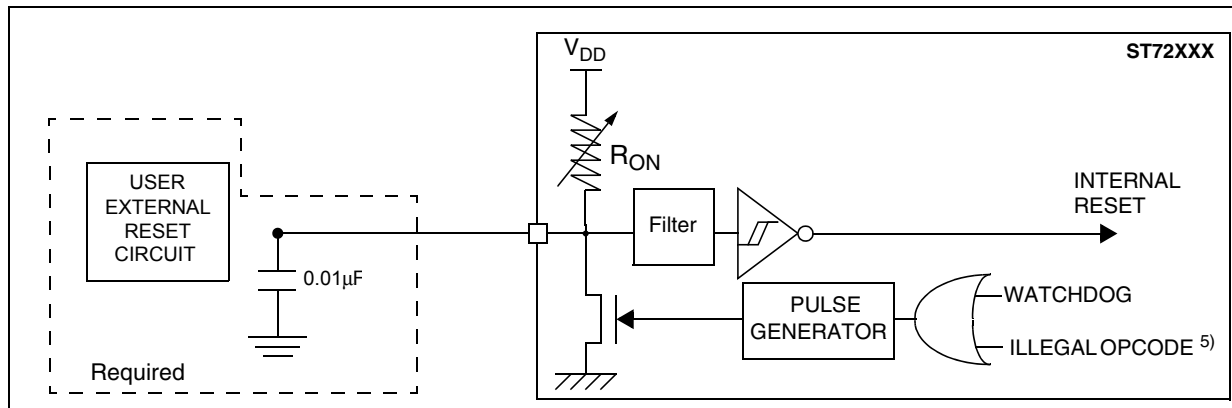 V_DD
ST72XXX
R_ON
USER
EXTERNAL
RESET
CIRCUIT
0.01μF
Required
Filter
INTERNAL
RESET
PULSE
GENERATOR
WATCHDOG
ILLEGAL OPCODE 5)